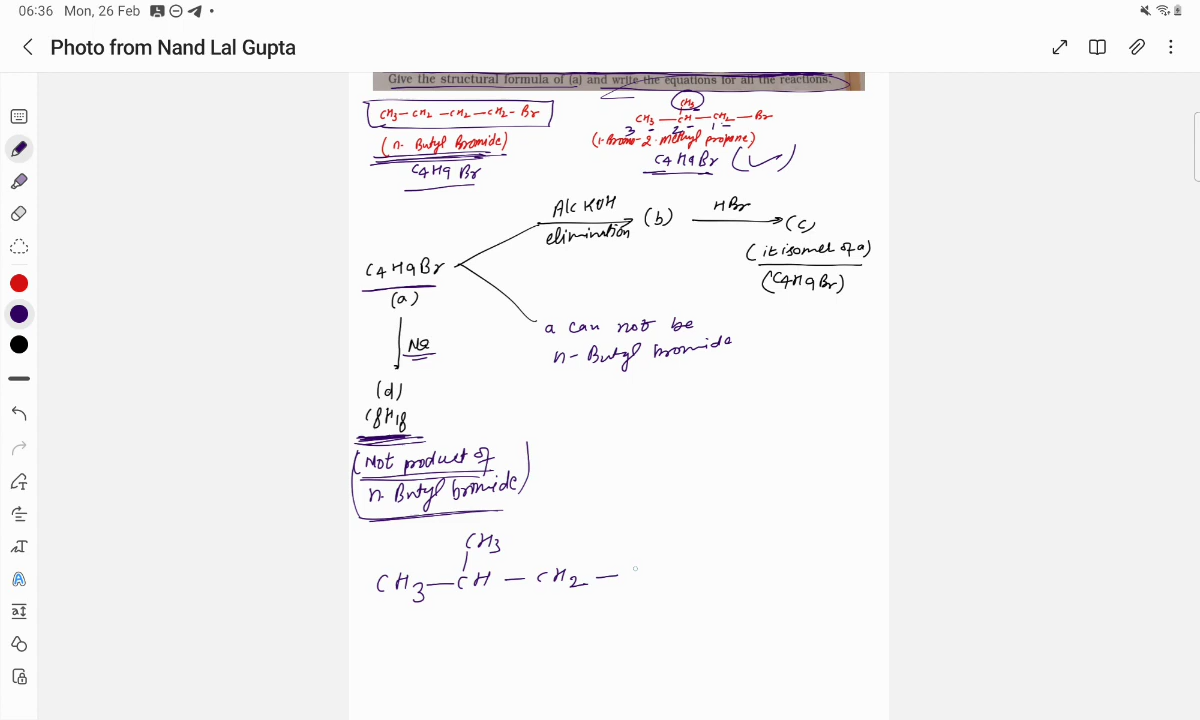 06:36 Mon, 26 Feb
Photo from Nand Lal Gupta
Give the structural formula of (a) and write the equations for all the reactions.
CH3 – CH2 – CH2 – CH2 – Br
(n- Butyl Bromide)
C4H9 Br
CH3
CH3 – CH – CH2 – Br
3 2 1
(1-Bromo-2-methyl propane)
C4H9Br (✓)
Alc KOH
elimination
(b)
HBr
(c)
(it isomer of a)
(C4H9Br)
C4H9Br
(a)
a can not be
n- Butyl bromide
Na
(d)
C8H18
(Not product of
n- Butyl bromide)
CH3
CH3 – CH – CH2 –